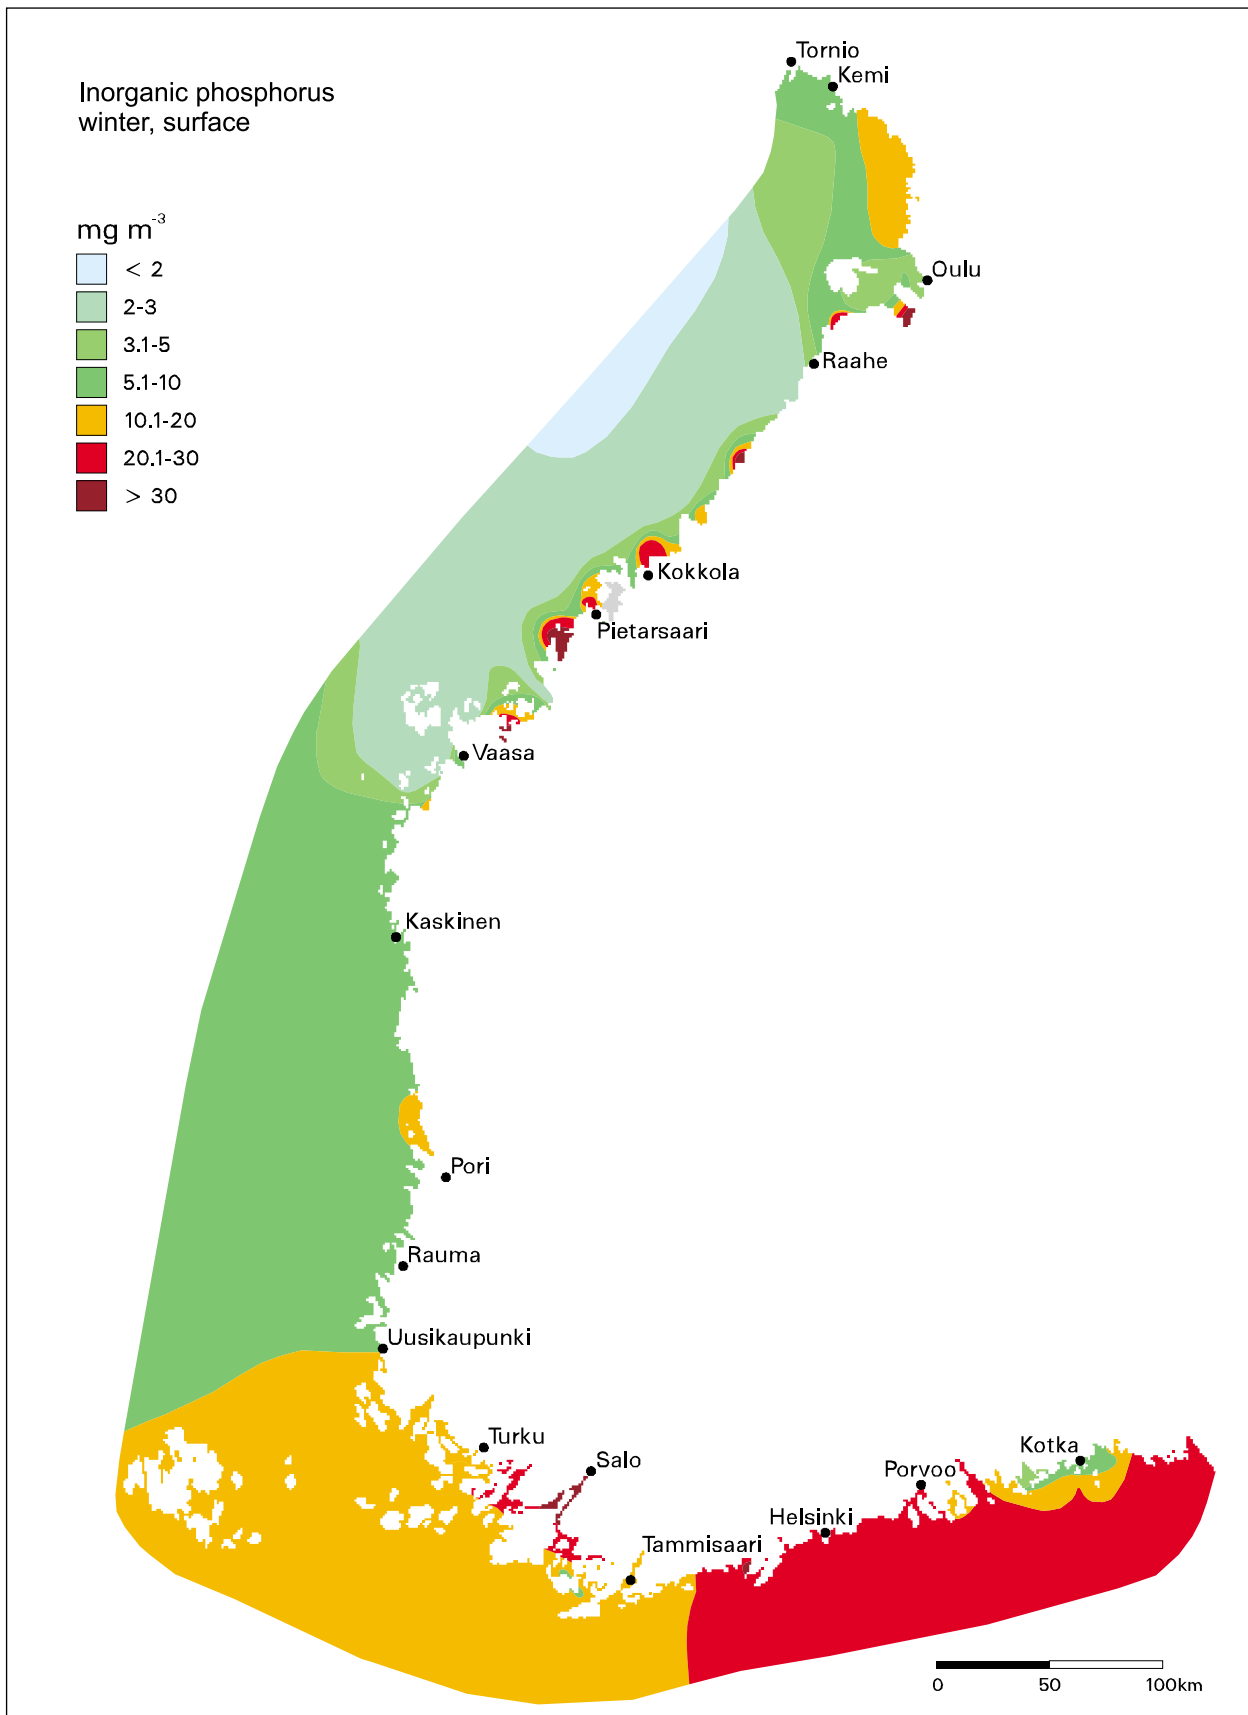 Inorganic phosphorus
winter, surface
mg m-3
< 2
2-3
3.1-5
5.1-10
10.1-20
20.1-30
> 30
Tornio
Kemi
Oulu
Raahe
Kokkola
Pietarsaari
Vaasa
Kaskinen
Pori
Rauma
Uusikaupunki
Turku
Salo
Tammisaari
Helsinki
Porvoo
Kotka
0 50 100km